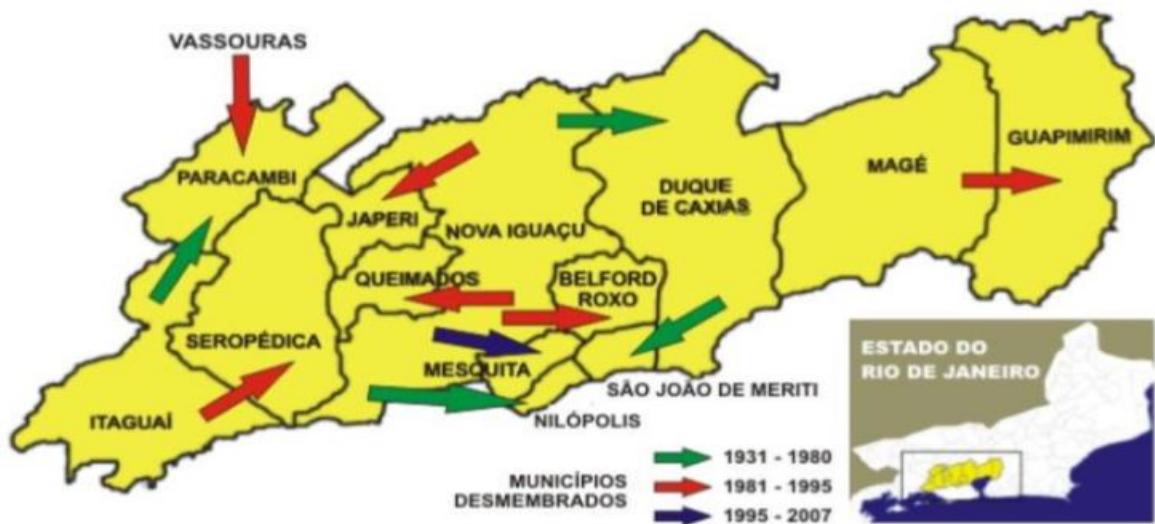 VASSOURAS
PARACAMBI
JAPERI
NOVA IGUAÇU
DUQUE
DE CAXIAS
MAGÉ
GUAPIMIRIM
QUEIMADOS
BELFORD
ROXO
SEROPÉDICA
MESQUITA
ITAGUAÍ
SÃO JOÃO DE MERITI
NILÓPOLIS
ESTADO DO
RIO DE JANEIRO
MUNICÍPIOS
DESMEMBRADOS
1931 - 1980
1981 - 1995
1995 - 2007